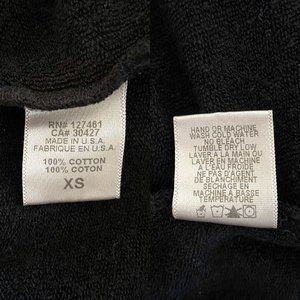 RN# 127461
CA# 30427
MADE IN U.S.A.
FABRIQUE EN U.S.A.
100% COTTON
100% COTON
XS
HAND OR MACHINE
WASH COLD WATER
NO BLEACH
TUMBLE DRY LOW
LAVER A LA MAIN OU
LAVER EN MACHINE
A L'EAU FROIDE
NE PAS D'AGENT
DE BLANCHIMENT
SECHAGE EN
MACHINE A BASSE
TEMPERATURE